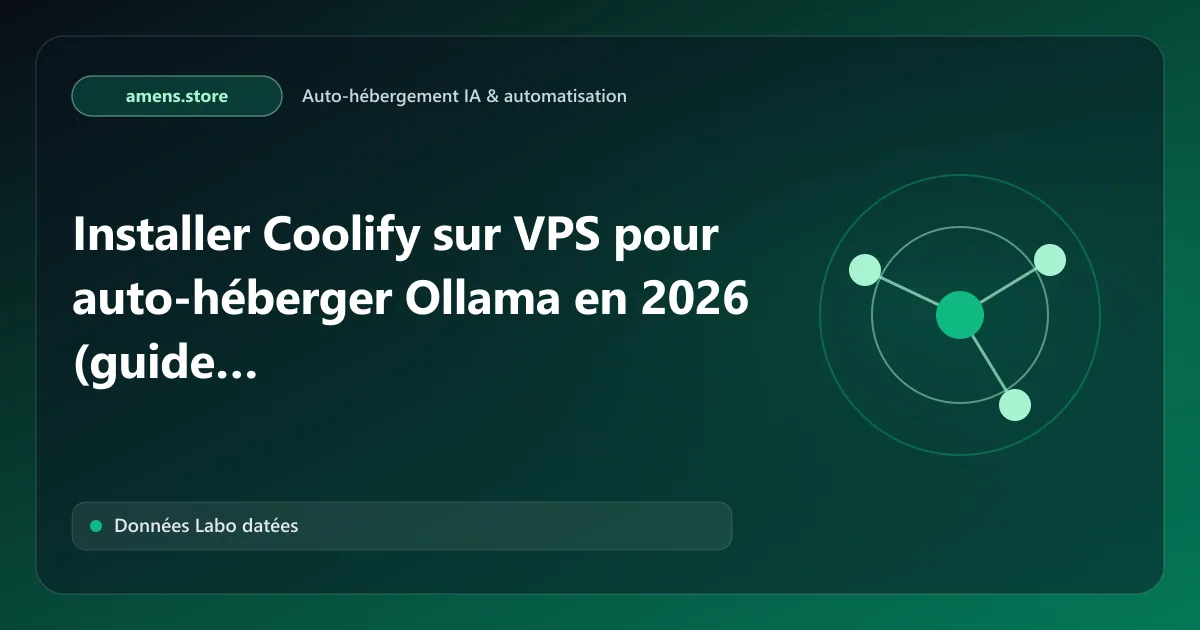 amens.store
Auto-hébergement IA & automatisation
Installer Coolify sur VPS pour
auto-héberger Ollama en 2026
(guide…
Données Labo datées